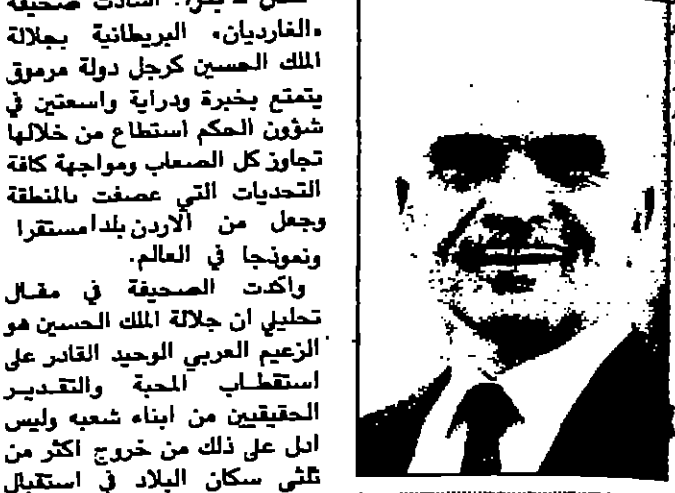 اشادت صحيفة
«الغارديان» البريطانية بجلالة
الملك الحسين كرجل دولة مرموق
يتمتع بخبرة ودراية واسعتين في
شؤون الحكم استطاع من خلالها
تجاوز كل الصعاب ومواجهة كافة
التحديات التي عصفت بالمنطقة
وجعل من الاردن بلدا مستقرا
ونموذجا في العالم.
واكدت الصحيفة في مقال
تحليلي ان جلالة الملك الحسين هو
الزعيم العربي الوحيد القادر على
استقطاب المحبة والتقدير
الحقيقيين من ابناء شعبه وليس
ادل على ذلك من خروج اكثر من
ثلثي سكان البلاد في استقبال